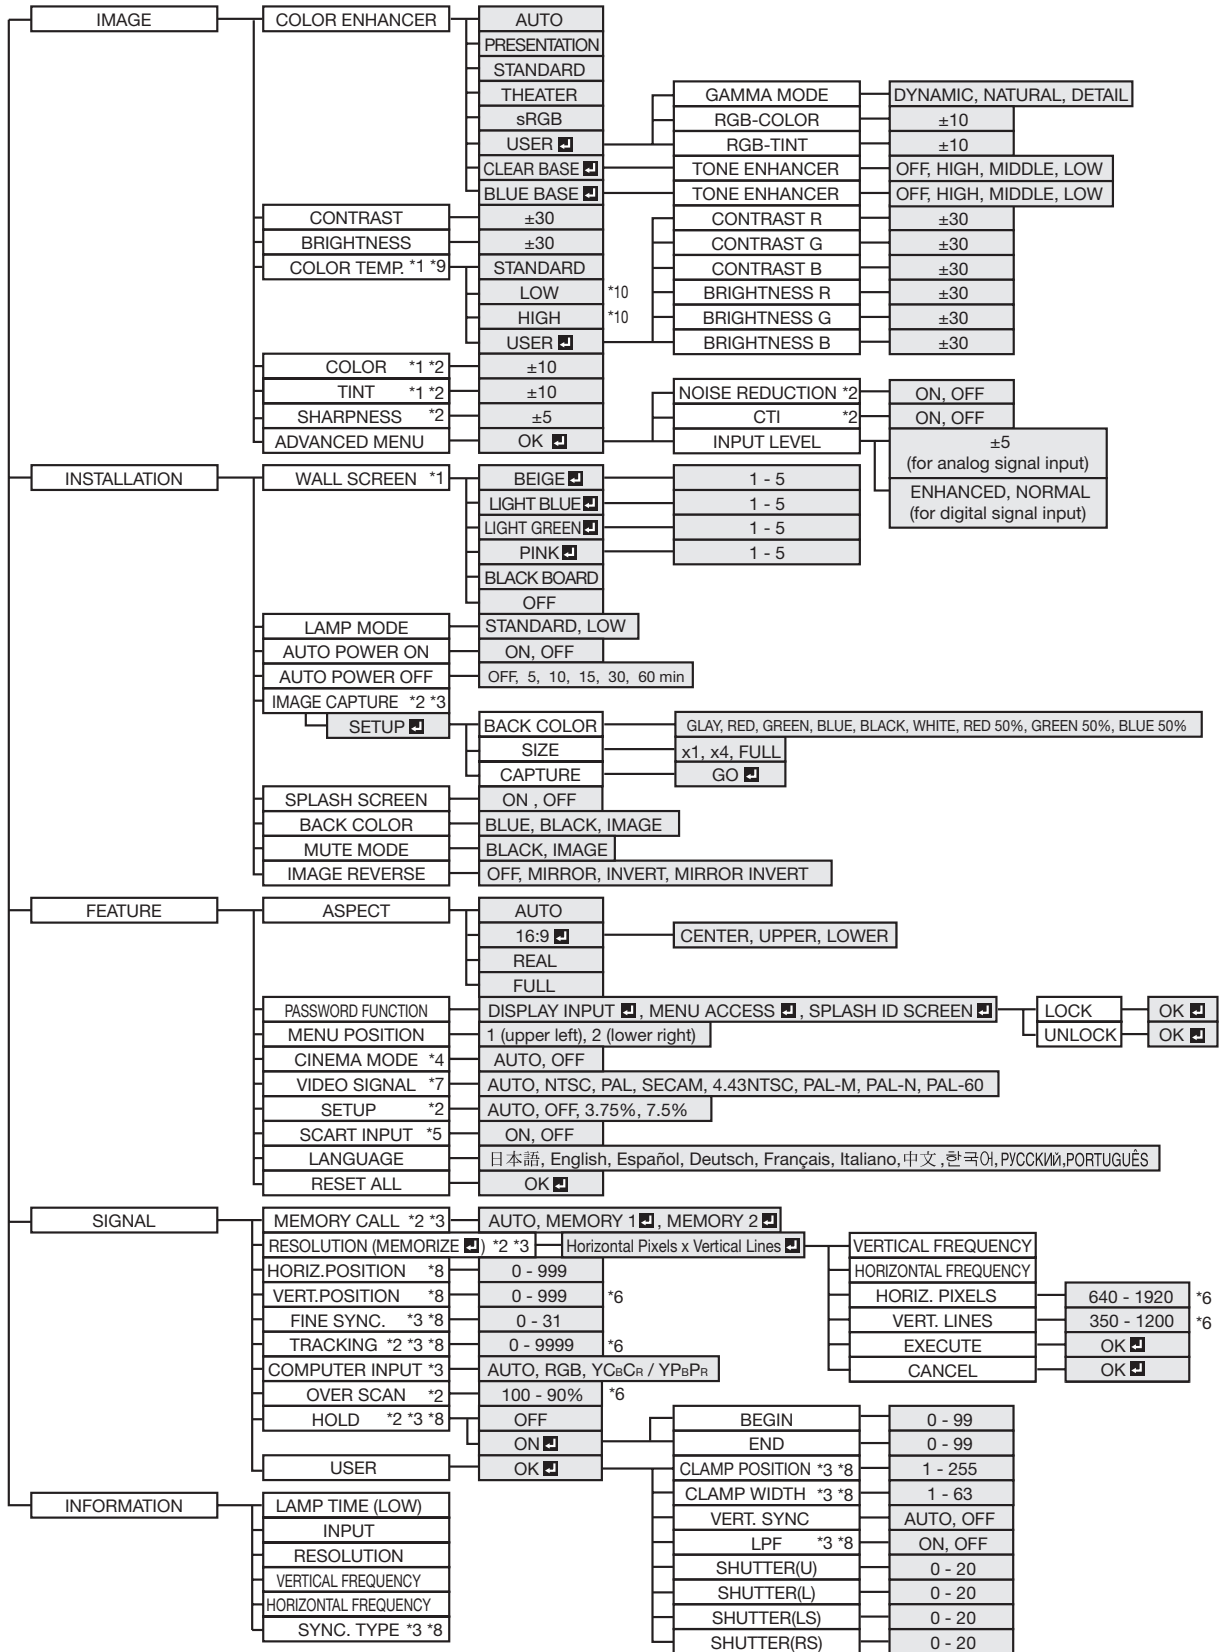 IMAGE
COLOR ENHANCER
AUTO
PRESENTATION
STANDARD
THEATER
sRGB
USER
GAMMA MODE
DYNAMIC, NATURAL, DETAIL
RGB-COLOR
±10
RGB-TINT
±10
CLEAR BASE
TONE ENHANCER
OFF, HIGH, MIDDLE, LOW
BLUE BASE
TONE ENHANCER
OFF, HIGH, MIDDLE, LOW
CONTRAST
±30
BRIGHTNESS
±30
COLOR TEMP. *1 *9
STANDARD
LOW *10
HIGH *10
USER
CONTRAST R
±30
CONTRAST G
±30
CONTRAST B
±30
BRIGHTNESS R
±30
BRIGHTNESS G
±30
BRIGHTNESS B
±30
COLOR *1 *2
±10
TINT *1 *2
±10
SHARPNESS *2
±5
ADVANCED MENU
OK
NOISE REDUCTION *2
ON, OFF
CTI *2
ON, OFF
INPUT LEVEL
±5
(for analog signal input)
ENHANCED, NORMAL
(for digital signal input)
INSTALLATION
WALL SCREEN *1
BEIGE
1 - 5
LIGHT BLUE
1 - 5
LIGHT GREEN
1 - 5
PINK
1 - 5
BLACK BOARD
OFF
LAMP MODE
STANDARD, LOW
AUTO POWER ON
ON, OFF
AUTO POWER OFF
OFF, 5, 10, 15, 30, 60 min
IMAGE CAPTURE *2 *3
SETUP
BACK COLOR
GLAY, RED, GREEN, BLUE, BLACK, WHITE, RED 50%, GREEN 50%, BLUE 50%
SIZE
x1, x4, FULL
CAPTURE
GO
SPLASH SCREEN
ON , OFF
BACK COLOR
BLUE, BLACK, IMAGE
MUTE MODE
BLACK, IMAGE
IMAGE REVERSE
OFF, MIRROR, INVERT, MIRROR INVERT
FEATURE
ASPECT
AUTO
16:9
CENTER, UPPER, LOWER
REAL
FULL
PASSWORD FUNCTION
DISPLAY INPUT , MENU ACCESS , SPLASH ID SCREEN
LOCK
OK
UNLOCK
OK
MENU POSITION
1 (upper left), 2 (lower right)
CINEMA MODE *4
AUTO, OFF
VIDEO SIGNAL *7
AUTO, NTSC, PAL, SECAM, 4.43NTSC, PAL-M, PAL-N, PAL-60
SETUP *2
AUTO, OFF, 3.75%, 7.5%
SCART INPUT *5
ON, OFF
LANGUAGE
日本語, English, Español, Deutsch, Français, Italiano,中文 ,한국어, РУССКИй,PORTUGUÊS
RESET ALL
OK
SIGNAL
MEMORY CALL *2 *3
AUTO, MEMORY 1 , MEMORY 2
RESOLUTION (MEMORIZE ) *2 *3
Horizontal Pixels x Vertical Lines
VERTICAL FREQUENCY
HORIZONTAL FREQUENCY
HORIZ. PIXELS
640 - 1920 *6
VERT. LINES
350 - 1200 *6
EXECUTE
OK
CANCEL
OK
HORIZ.POSITION *8
0 - 999
VERT.POSITION *8
0 - 999 *6
FINE SYNC. *3 *8
0 - 31
TRACKING *2 *3 *8
0 - 9999 *6
COMPUTER INPUT *3
AUTO, RGB, YCBCR / YPBPR
OVER SCAN *2
100 - 90% *6
HOLD *2 *3 *8
OFF
ON
BEGIN
0 - 99
END
0 - 99
USER
OK
CLAMP POSITION *3 *8
1 - 255
CLAMP WIDTH *3 *8
1 - 63
VERT. SYNC
AUTO, OFF
LPF *3 *8
ON, OFF
SHUTTER(U)
0 - 20
SHUTTER(L)
0 - 20
SHUTTER(LS)
0 - 20
SHUTTER(RS)
0 - 20
INFORMATION
LAMP TIME (LOW)
INPUT
RESOLUTION
VERTICAL FREQUENCY
HORIZONTAL FREQUENCY
SYNC. TYPE *3 *8